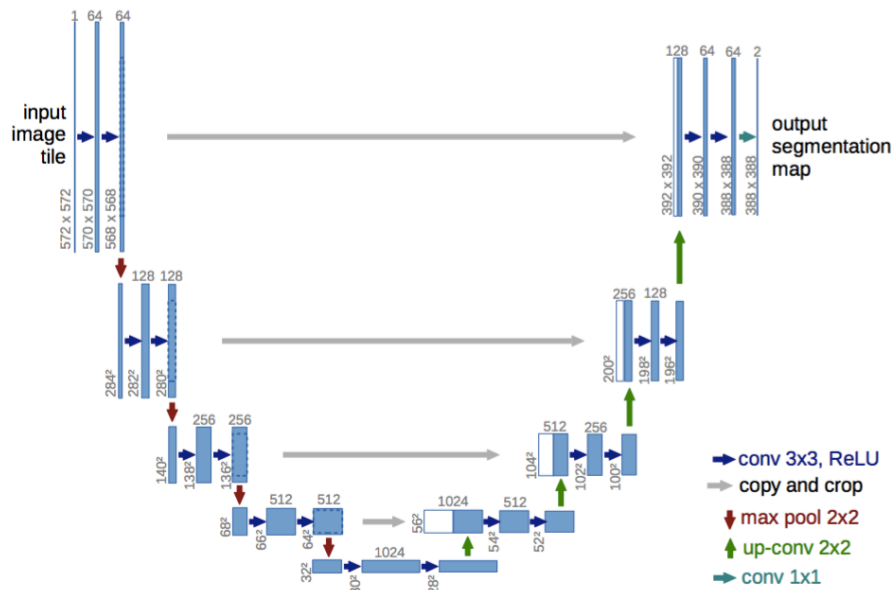 1 64 64
128 64 64 2
input
image
tile
output
segmentation
map
572 x 572
570 x 570
568 x 568
392 x 392
390 x 390
388 x 388
388 x 388
128 128
256 128
284²
282²
280²
200²
198²
196²
256 256
512 256
140²
138²
136²
104²
102²
100²
512 512
1024 512
68²
66²
64²
56²
54²
52²
1024
32²
30²
28²
conv 3x3, ReLU
copy and crop
max pool 2x2
up-conv 2x2
conv 1x1